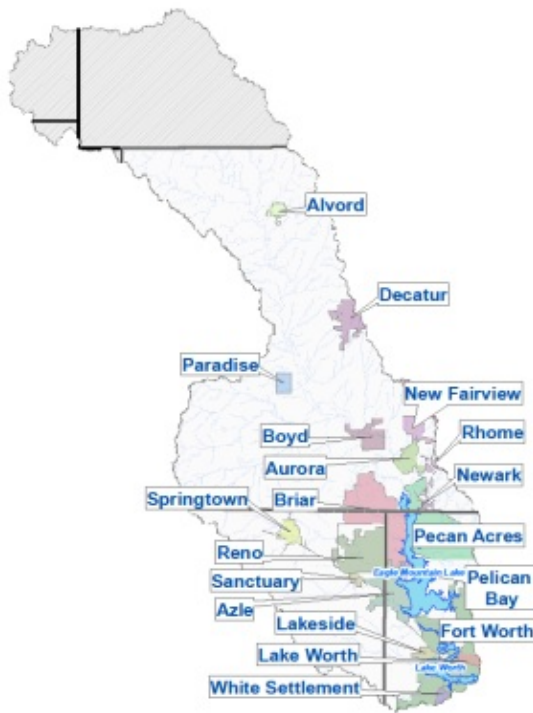 Alvord
Decatur
Paradise
New Fairview
Boyd
Rhome
Aurora
Newark
Briar
Springtown
Pecan Acres
Reno
Eagle Mountain Lake
Sanctuary
Pelican
Bay
Azle
Lakeside
Fort Worth
Lake Worth
Lake Worth
White Settlement